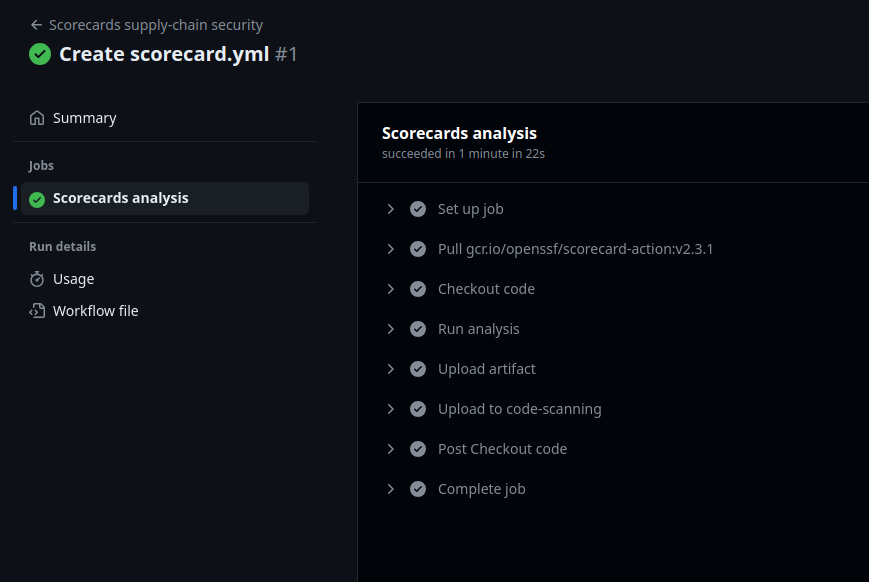 Scorecards supply-chain security
Create scorecard.yml #1
Summary
Jobs
Scorecards analysis
Run details
Usage
Workflow file
Scorecards analysis
succeeded in 1 minute in 22s
Set up job
Pull gcr.io/openssf/scorecard-action:v2.3.1
Checkout code
Run analysis
Upload artifact
Upload to code-scanning
Post Checkout code
Complete job